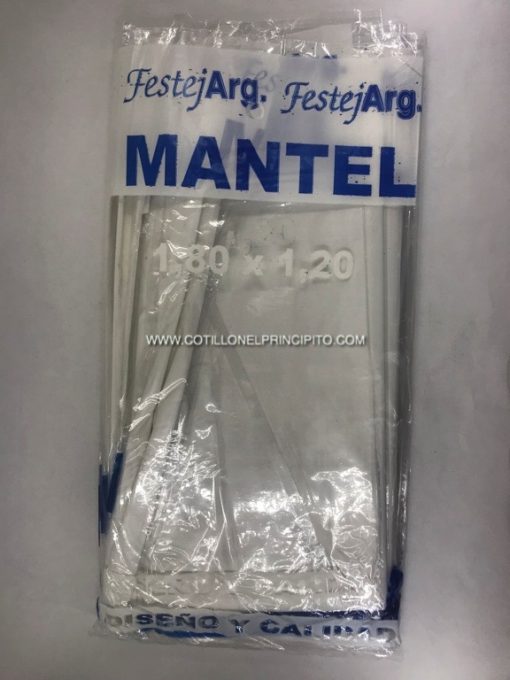 FestejArg. FestejArg.
MANTEL
1,80 x 1,20
WWW.COTILLONELPRINCIPITO.COM
DISEÑO Y CALIDAD